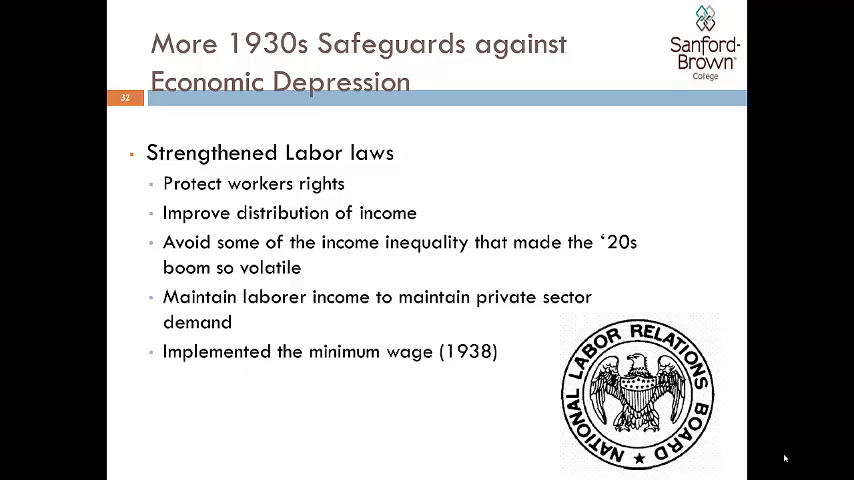 More 1930s Safeguards against
Economic Depression
Sanford-
Brown™
College
32
• Strengthened Labor laws
• Protect workers rights
• Improve distribution of income
• Avoid some of the income inequality that made the ‘20s
boom so volatile
• Maintain laborer income to maintain private sector
demand
• Implemented the minimum wage (1938)
NATIONAL LABOR RELATIONS BOARD